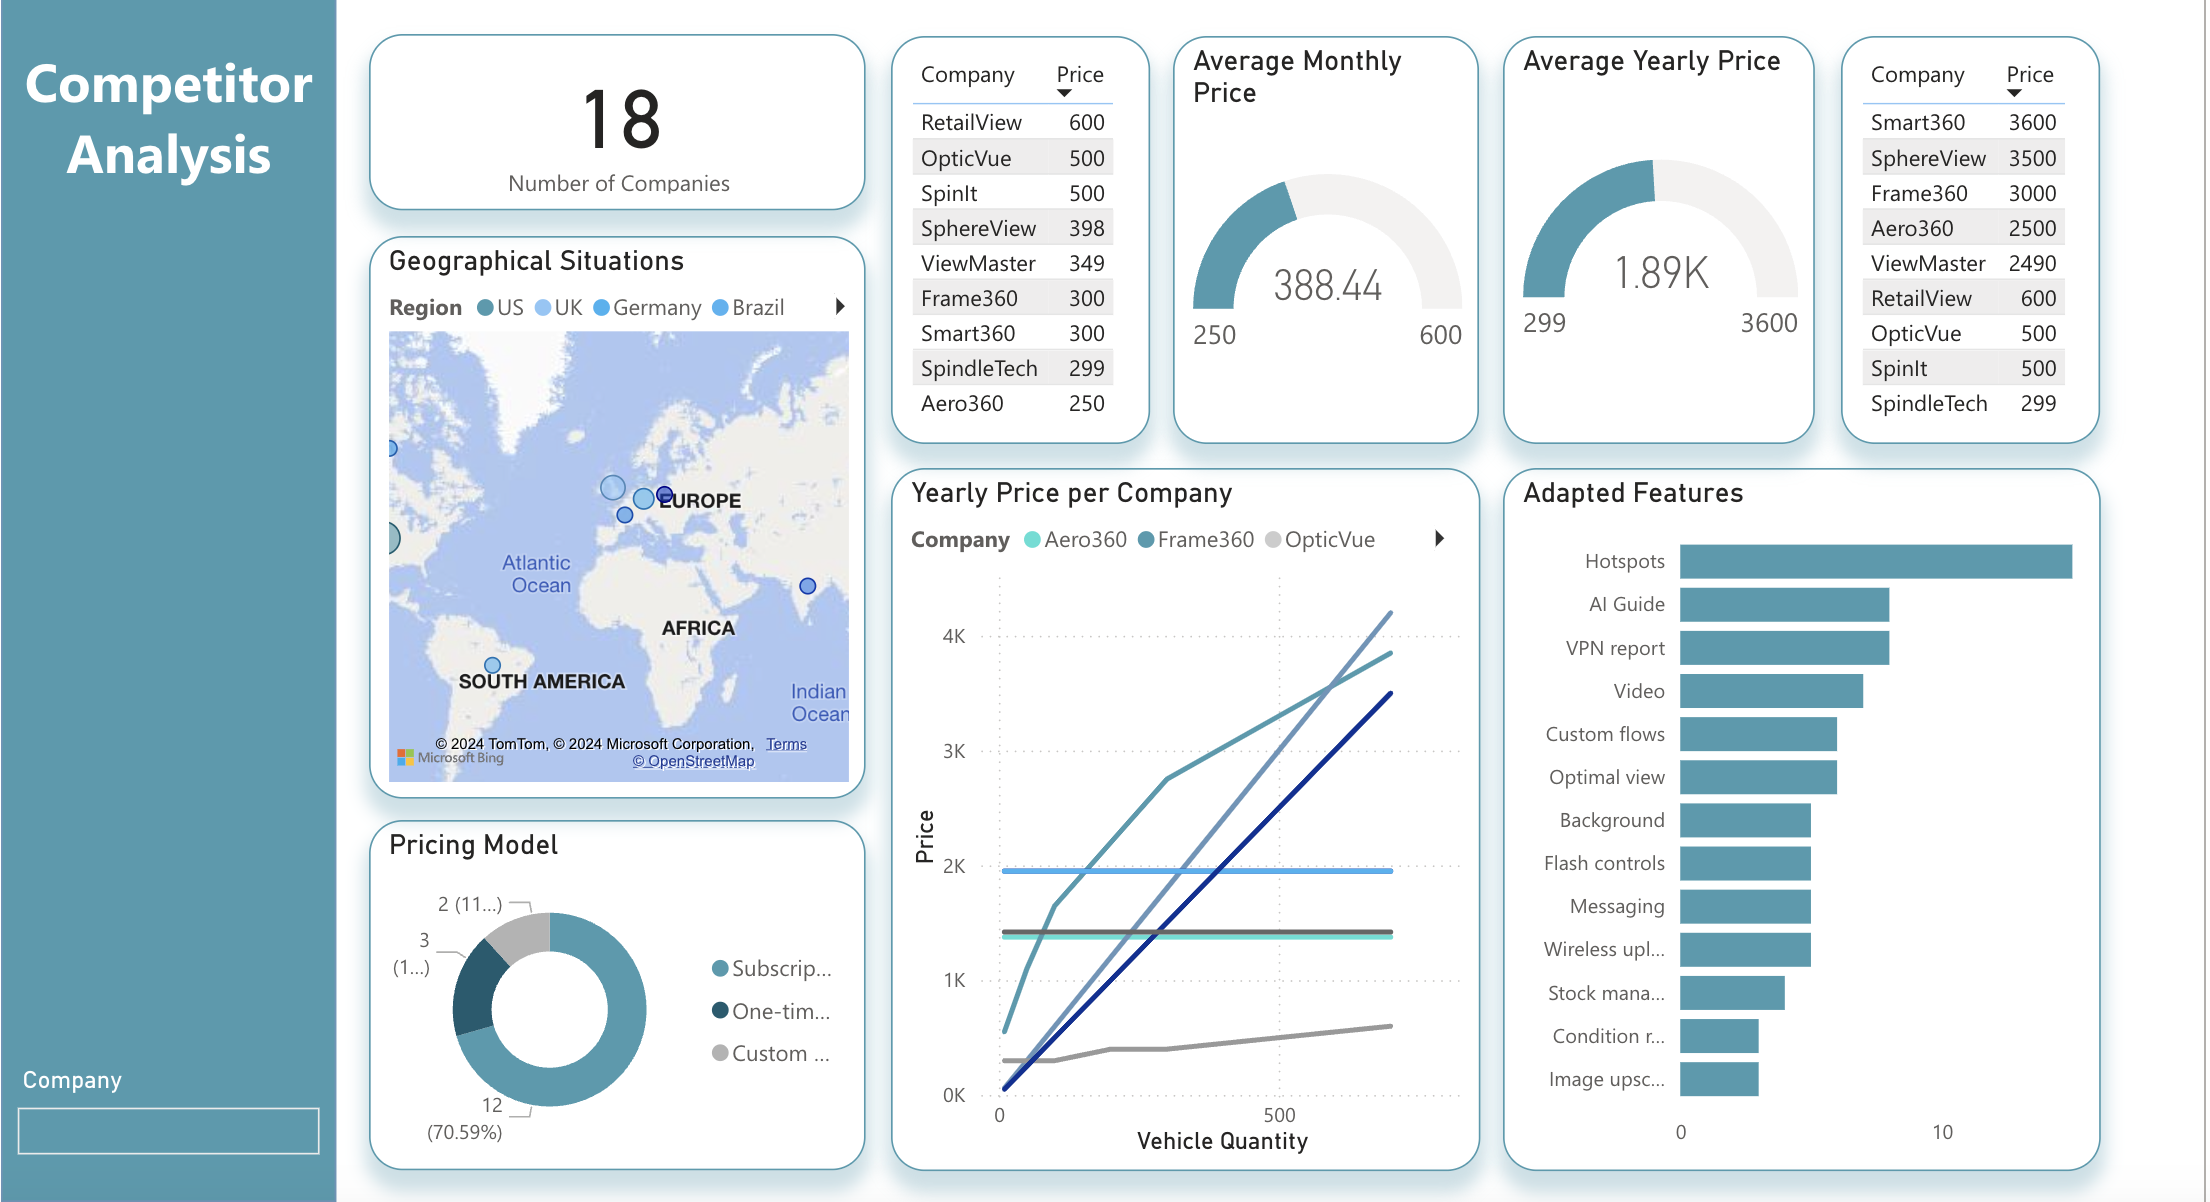 Competitor
Analysis
Company
18
Number of Companies
Geographical Situations
Region US UK Germany Brazil
EUROPE
Atlantic
Ocean
AFRICA
SOUTH AMERICA
Indian
Ocean
© 2024 TomTom, © 2024 Microsoft Corporation, Terms
Microsoft Bing
© OpenStreetMap
Pricing Model
2 (11...)
3
(1...)
12
(70.59%)
Subscrip...
One-tim...
Custom ...
Company Price
RetailView 600
OpticVue 500
SpinIt 500
SphereView 398
ViewMaster 349
Frame360 300
Smart360 300
SpindleTech 299
Aero360 250
Average Monthly
Price
388.44
250 600
Average Yearly Price
1.89K
299 3600
Company Price
Smart360 3600
SphereView 3500
Frame360 3000
Aero360 2500
ViewMaster 2490
RetailView 600
OpticVue 500
SpinIt 500
SpindleTech 299
Yearly Price per Company
Company Aero360 Frame360 OpticVue
Price
4K
3K
2K
1K
0K
0 500
Vehicle Quantity
Adapted Features
Hotspots
AI Guide
VPN report
Video
Custom flows
Optimal view
Background
Flash controls
Messaging
Wireless upl...
Stock mana...
Condition r...
Image upsc...
0 10